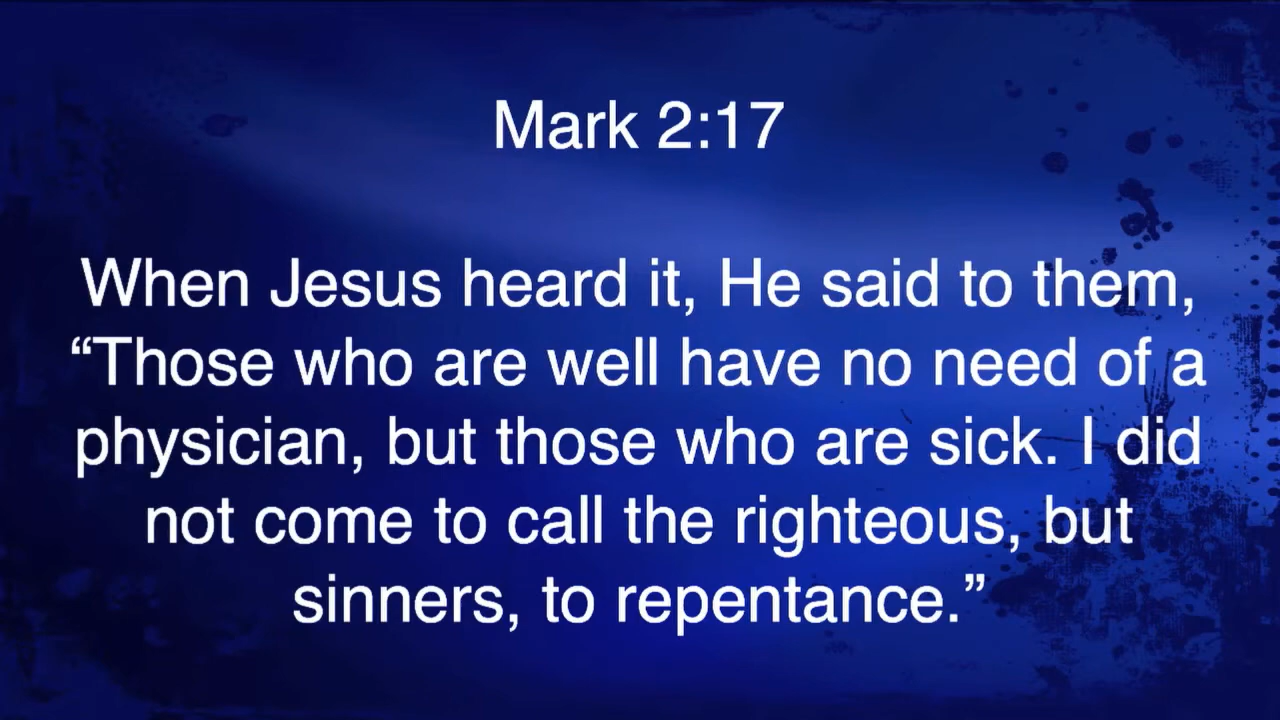 Mark 2:17
When Jesus heard it, He said to them,
“Those who are well have no need of a
physician, but those who are sick. I did
not come to call the righteous, but
sinners, to repentance.”